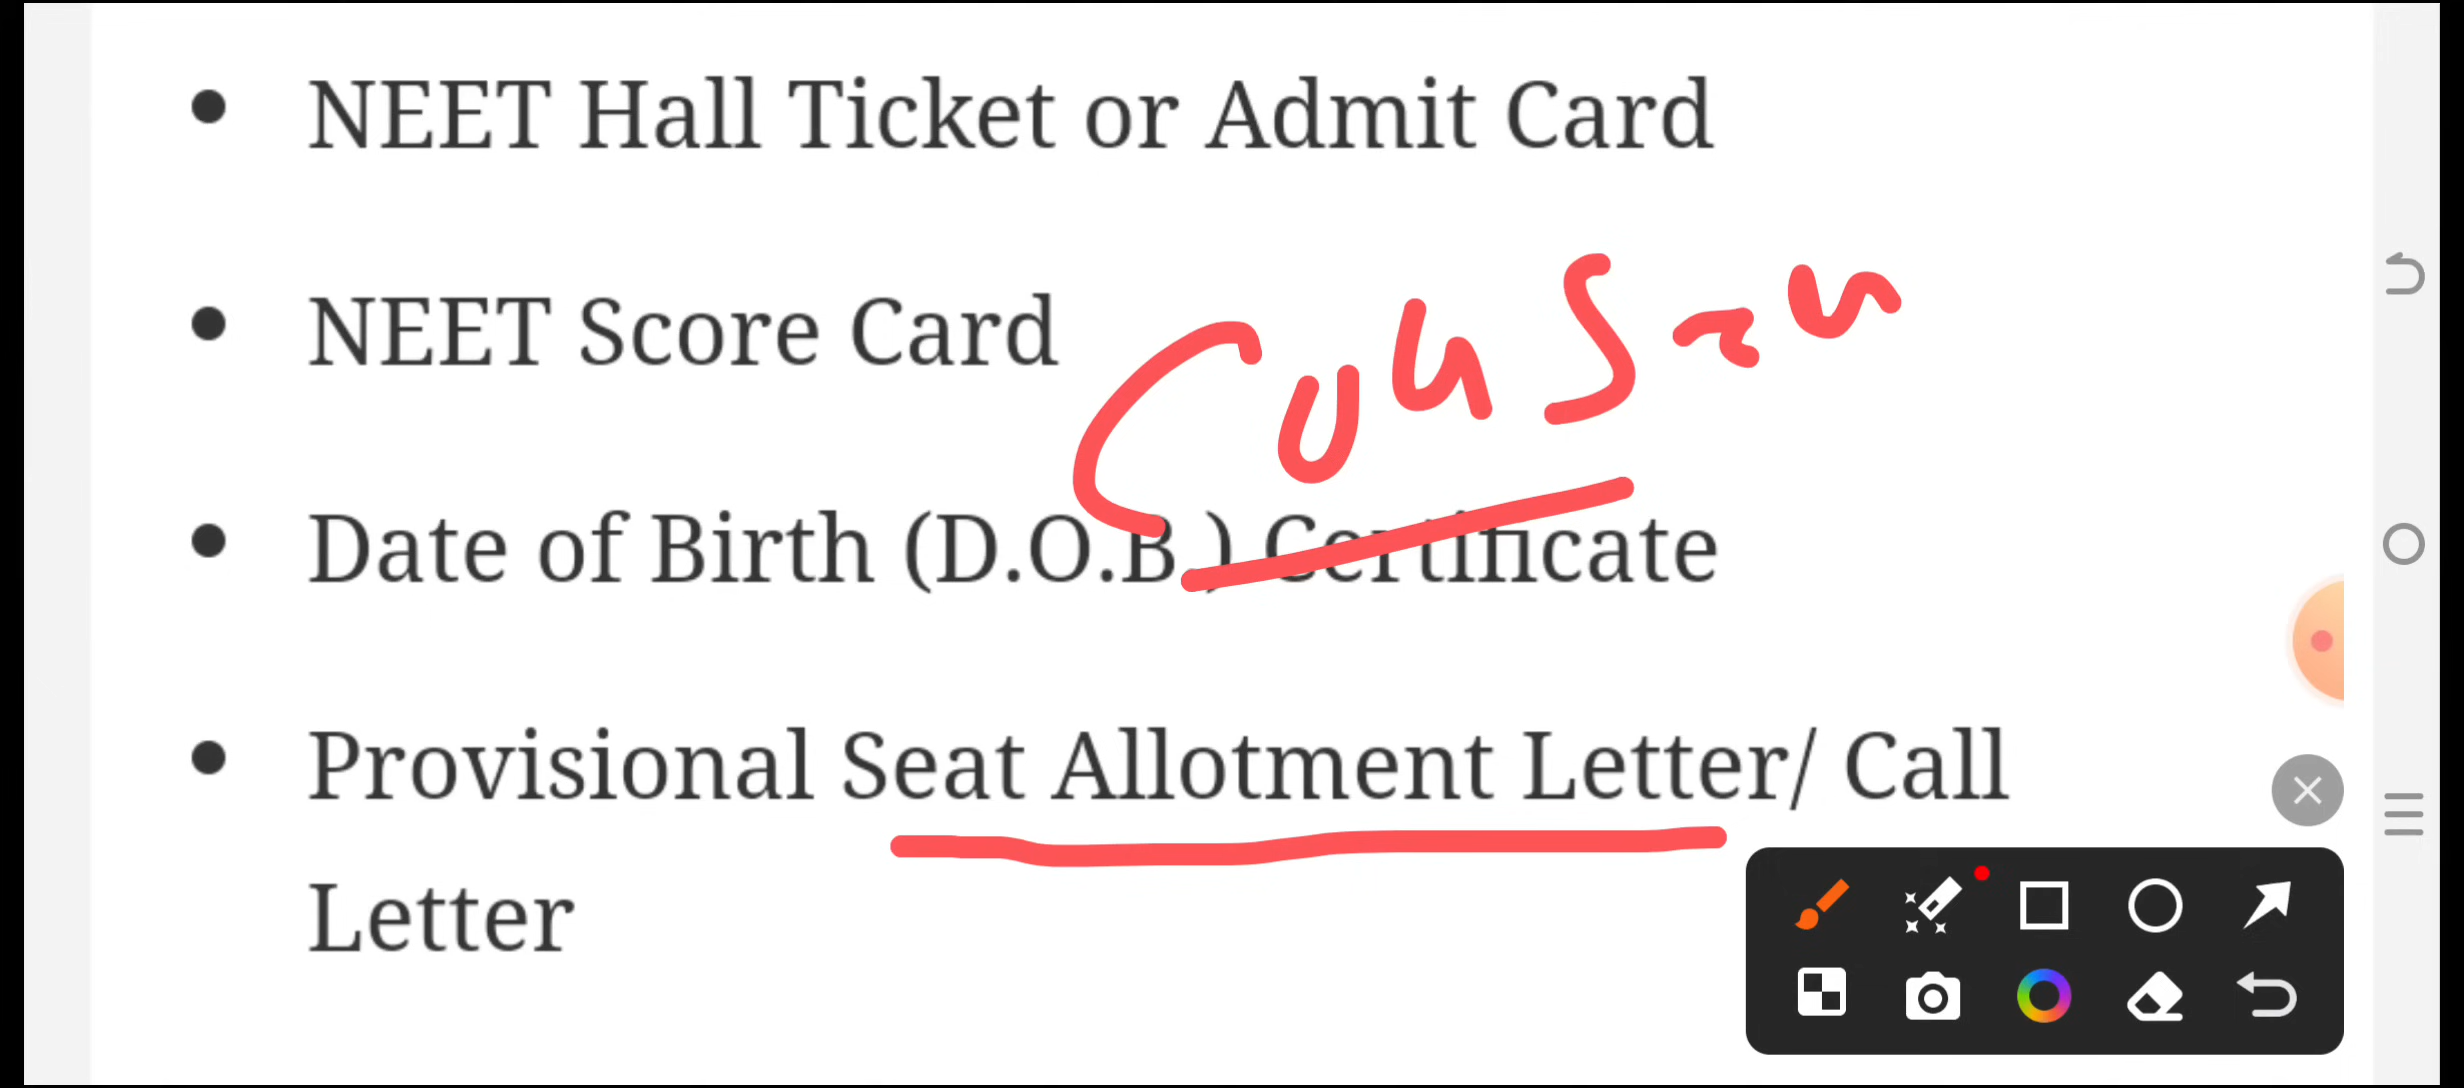 • NEET Hall Ticket or Admit Card
• NEET Score Card
• Date of Birth (D.O.B.) Certificate
• Provisional Seat Allotment Letter/ Call
Letter